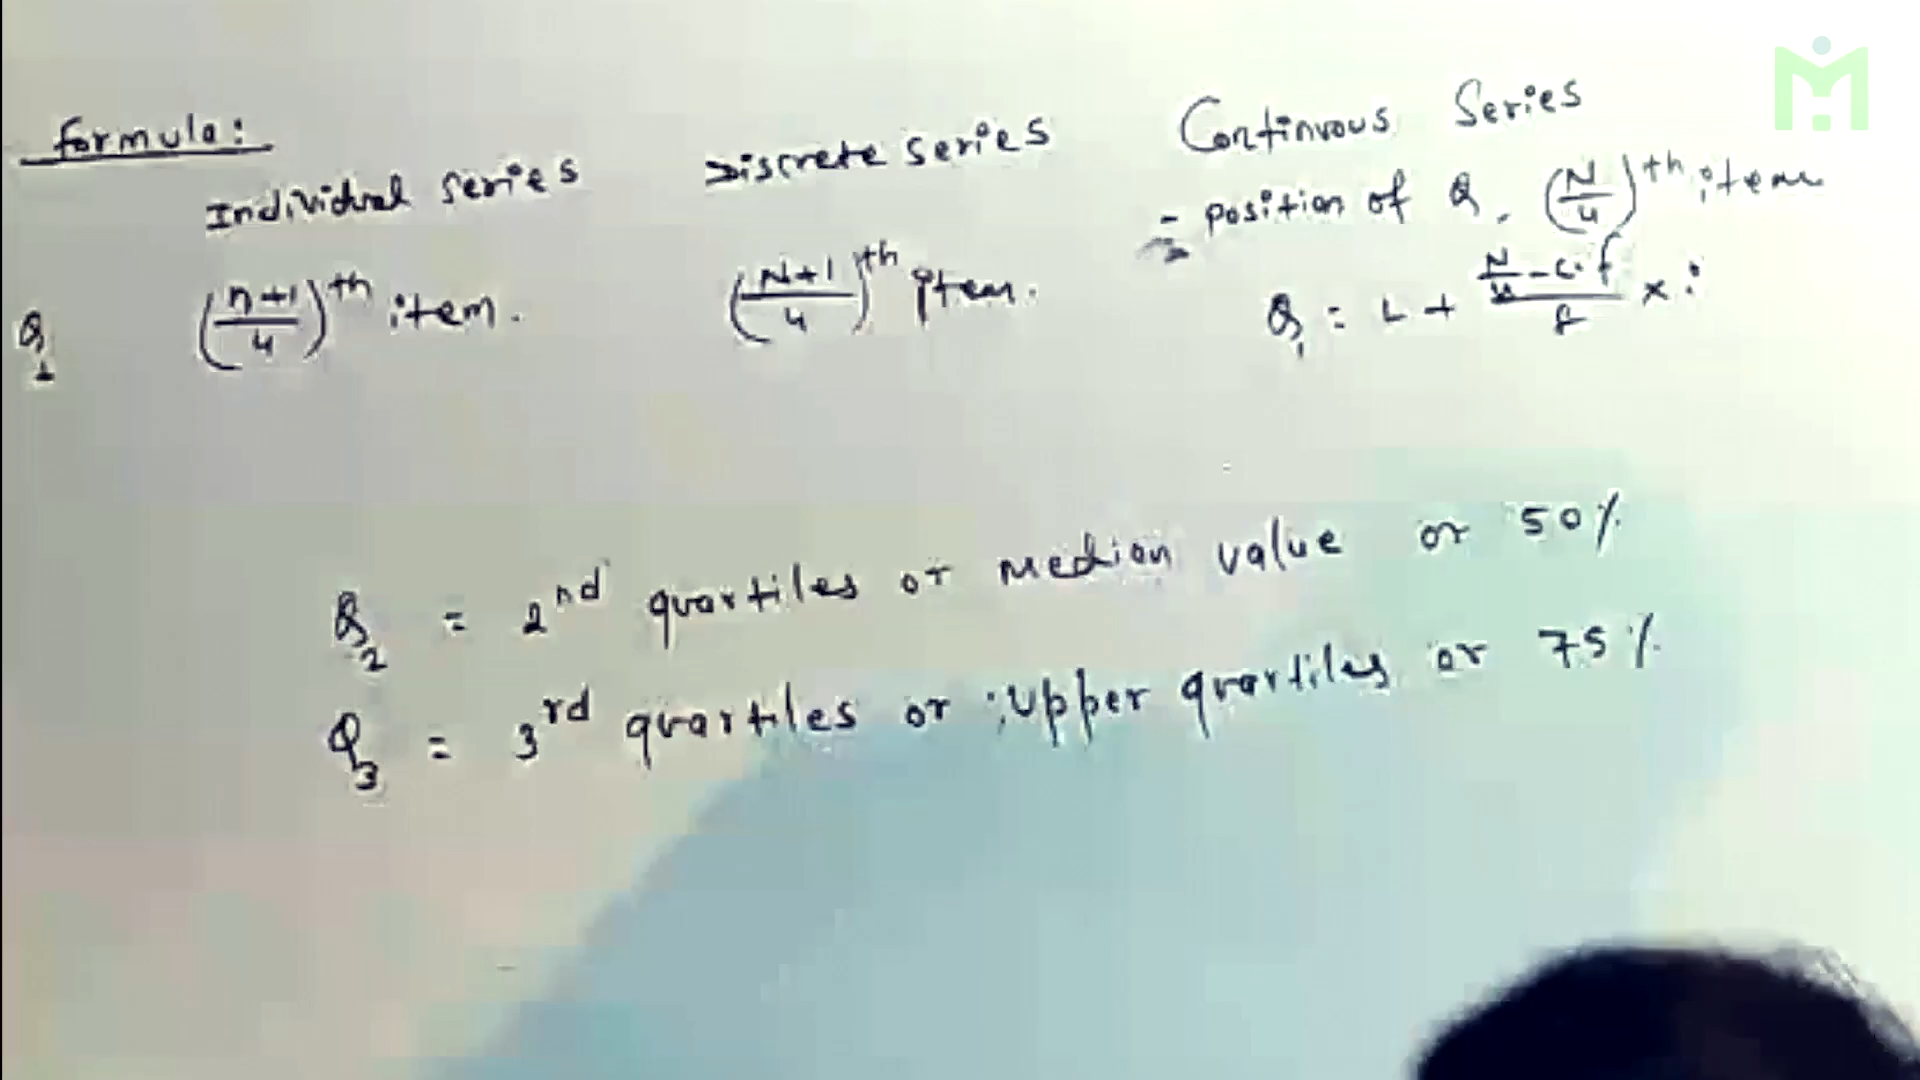 formula:
Individual series Discrete series Continuous Series
- position of Q₁ (N/4)th item
Q₁ (n+1/4)th item. (N+1/4)th item. Q₁ = L + N/4 - c.f / f × i
Q₂ = 2nd quartiles or median value or 50%
Q₃ = 3rd quartiles or upper quartiles or 75%